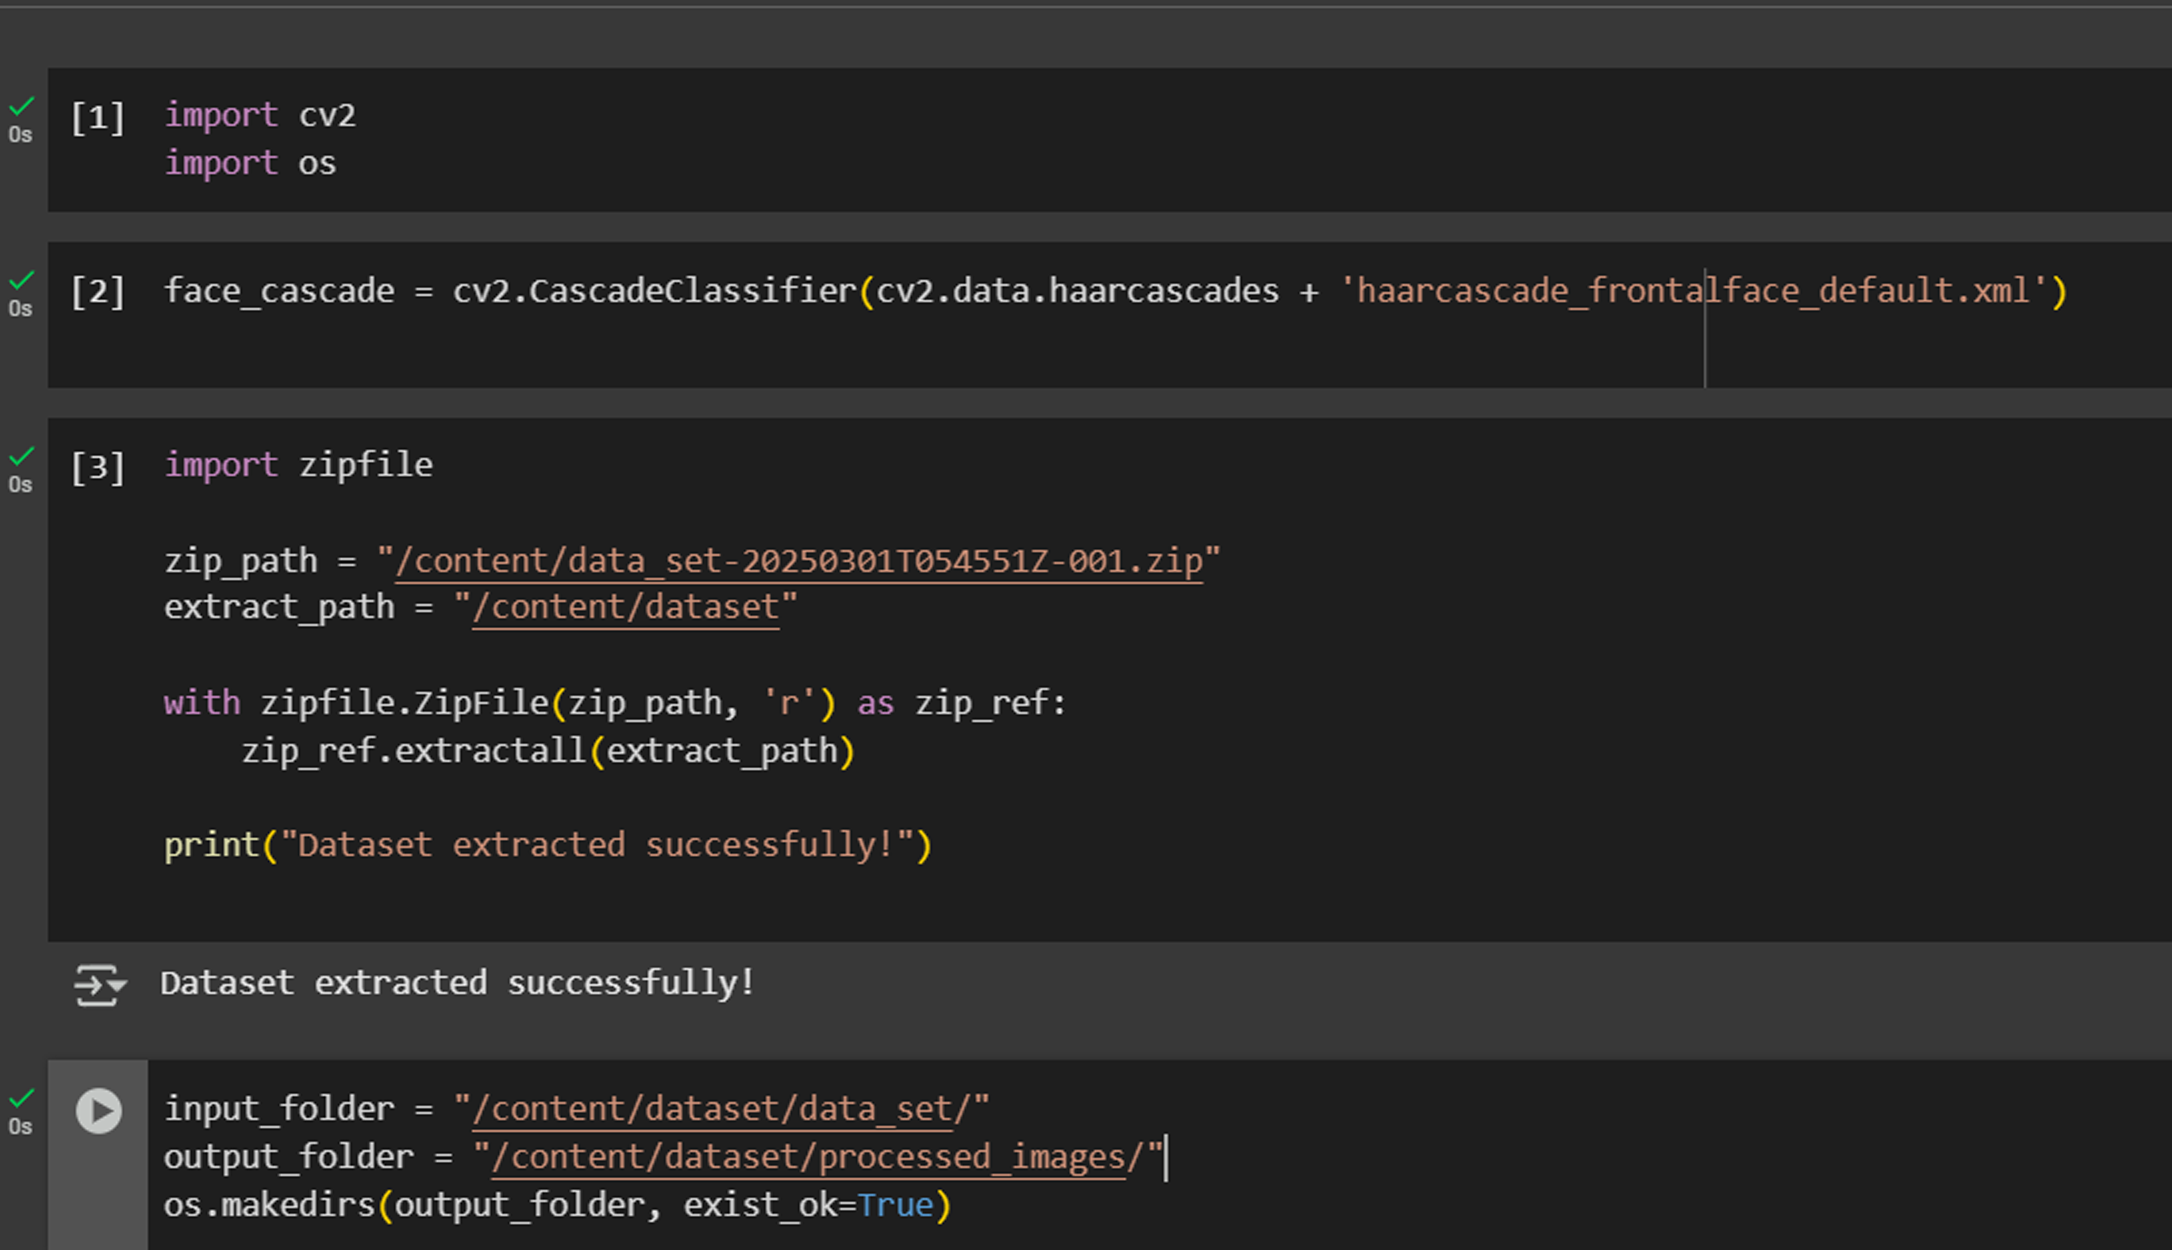 [1] import cv2
import os
0s
[2] face_cascade = cv2.CascadeClassifier(cv2.data.haarcascades + 'haarcascade_frontalface_default.xml')
0s
[3] import zipfile
0s
zip_path = "/content/data_set-20250301T054551Z-001.zip"
extract_path = "/content/dataset"
with zipfile.ZipFile(zip_path, 'r') as zip_ref:
    zip_ref.extractall(extract_path)
print("Dataset extracted successfully!")
Dataset extracted successfully!
input_folder = "/content/dataset/data_set/"
0s
output_folder = "/content/dataset/processed_images/"
os.makedirs(output_folder, exist_ok=True)